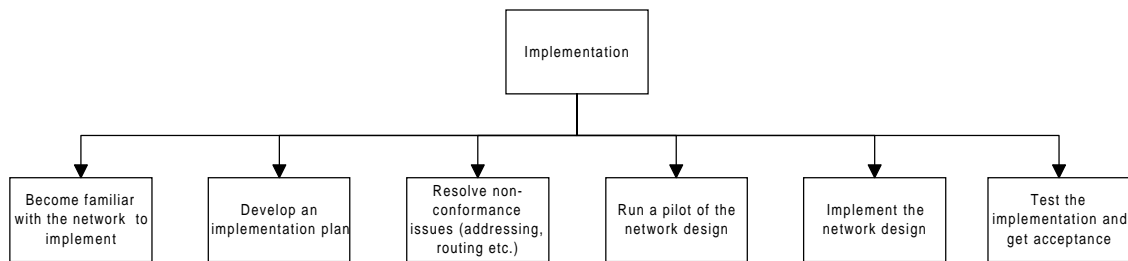 Implementation
Become familiar
with the network to
implement
Develop an
implementation plan
Resolve non-
conformance
issues (addressing,
routing etc.)
Run a pilot of the
network design
Implement the
network design
Test the
implementation and
get acceptance